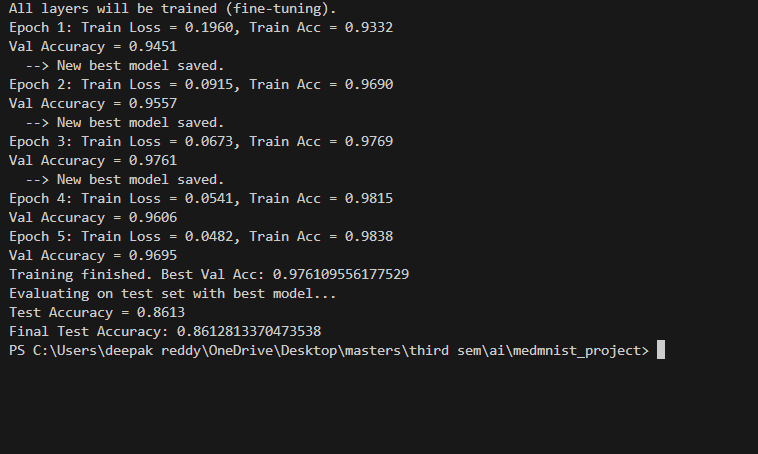 All layers will be trained (fine-tuning).
Epoch 1: Train Loss = 0.1960, Train Acc = 0.9332
Val Accuracy = 0.9451
  --> New best model saved.
Epoch 2: Train Loss = 0.0915, Train Acc = 0.9690
Val Accuracy = 0.9557
  --> New best model saved.
Epoch 3: Train Loss = 0.0673, Train Acc = 0.9769
Val Accuracy = 0.9761
  --> New best model saved.
Epoch 4: Train Loss = 0.0541, Train Acc = 0.9815
Val Accuracy = 0.9606
Epoch 5: Train Loss = 0.0482, Train Acc = 0.9838
Val Accuracy = 0.9695
Training finished. Best Val Acc: 0.976109556177529
Evaluating on test set with best model...
Test Accuracy = 0.8613
Final Test Accuracy: 0.8612813370473538
PS C:\Users\deepak reddy\OneDrive\Desktop\masters\third sem\ai\medmnist_project>